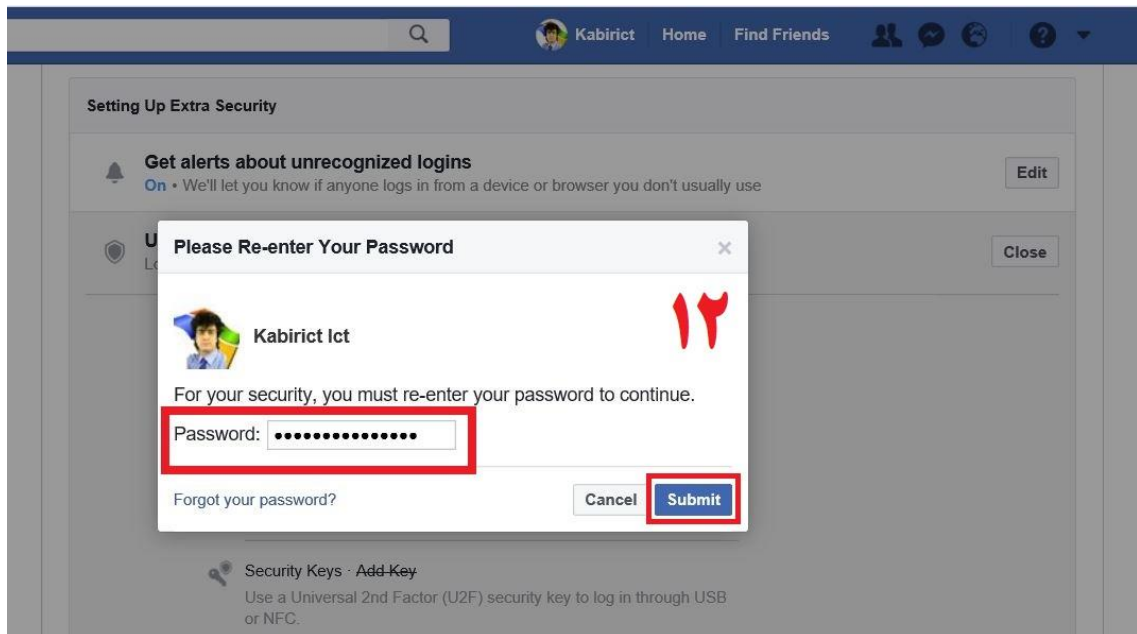 Kabirict Home Find Friends
Setting Up Extra Security
Get alerts about unrecognized logins
On • We'll let you know if anyone logs in from a device or browser you don't usually use
Edit
Please Re-enter Your Password
Close
Kabirict Ict
۱۲
For your security, you must re-enter your password to continue.
Password: •••••••••••••••
Forgot your password? Cancel Submit
Security Keys · Add Key
Use a Universal 2nd Factor (U2F) security key to log in through USB
or NFC.